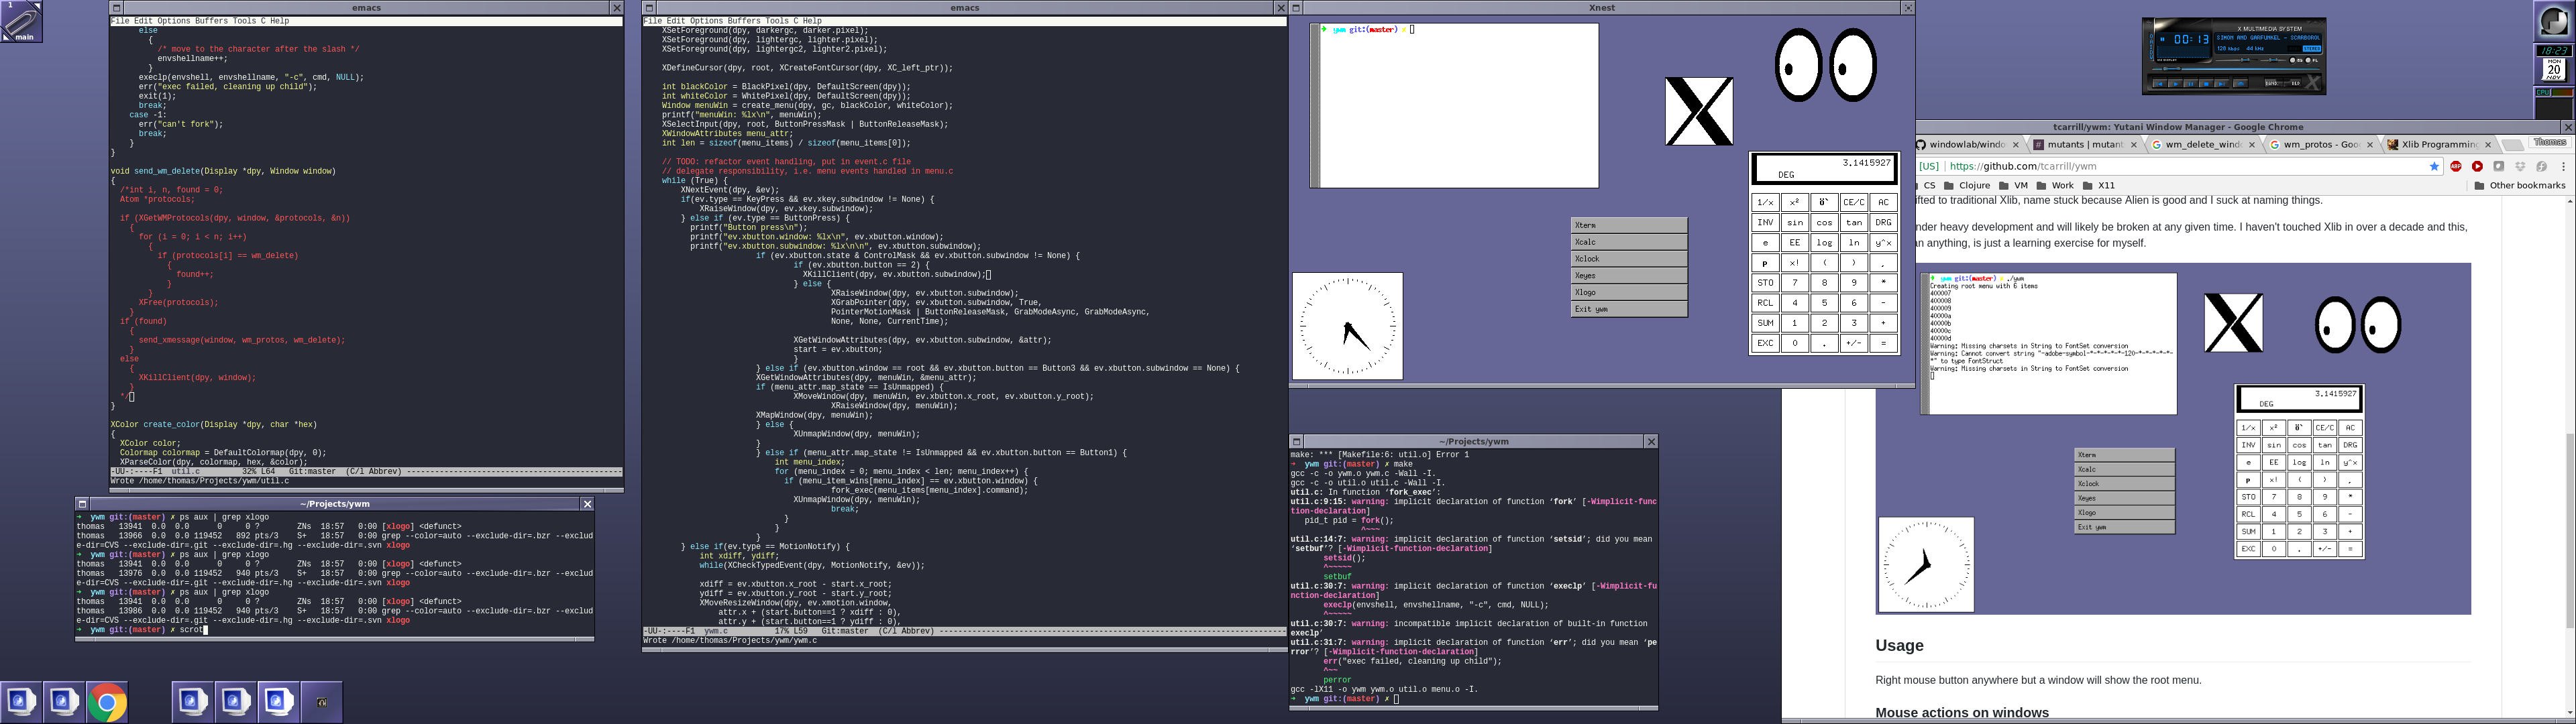 1
main
emacs
File Edit Options Buffers Tools C Help
else
{
/* move to the character after the slash */
envshellname++;
}
execlp(envshell, envshellname, "-c", cmd, NULL);
err("exec failed, cleaning up child");
exit(1);
break;
case -1:
err("can't fork");
break;
}
}
void send_wm_delete(Display *dpy, Window window)
{
/*int i, n, found = 0;
Atom *protocols;
if (XGetWMProtocols(dpy, window, &protocols, &n))
{
for (i = 0; i < n; i++)
{
if (protocols[i] == wm_delete)
{
found++;
}
}
XFree(protocols);
}
if (found)
{
send_xmessage(window, wm_protos, wm_delete);
}
else
{
XKillClient(dpy, window);
}
*/
}
XColor create_color(Display *dpy, char *hex)
{
XColor color;
Colormap colormap = DefaultColormap(dpy, 0);
XParseColor(dpy, colormap, hex, &color);
-UU-:----F1 util.c 32% L64 Git:master (C/l Abbrev)
Wrote /home/thomas/Projects/ywm/util.c
~/Projects/ywm
➜ ywm git:(master) ✗ ps aux | grep xlogo
thomas 13941 0.0 0.0 0 0 ? ZNs 18:57 0:00 [xlogo] <defunct>
thomas 13966 0.0 0.0 119452 892 pts/3 S+ 18:57 0:00 grep --color=auto --exclude-dir=.bzr --exclud
e-dir=CVS --exclude-dir=.git --exclude-dir=.hg --exclude-dir=.svn xlogo
➜ ywm git:(master) ✗ ps aux | grep xlogo
thomas 13941 0.0 0.0 0 0 ? ZNs 18:57 0:00 [xlogo] <defunct>
thomas 13976 0.0 0.0 119452 940 pts/3 S+ 18:57 0:00 grep --color=auto --exclude-dir=.bzr --exclud
e-dir=CVS --exclude-dir=.git --exclude-dir=.hg --exclude-dir=.svn xlogo
➜ ywm git:(master) ✗ ps aux | grep xlogo
thomas 13941 0.0 0.0 0 0 ? ZNs 18:57 0:00 [xlogo] <defunct>
thomas 13986 0.0 0.0 119452 940 pts/3 S+ 18:57 0:00 grep --color=auto --exclude-dir=.bzr --exclud
e-dir=CVS --exclude-dir=.git --exclude-dir=.hg --exclude-dir=.svn xlogo
➜ ywm git:(master) ✗ scrot
emacs
File Edit Options Buffers Tools C Help
XSetForeground(dpy, darkergc, darker.pixel);
XSetForeground(dpy, lightergc, lighter.pixel);
XSetForeground(dpy, lightergc2, lighter2.pixel);
XDefineCursor(dpy, root, XCreateFontCursor(dpy, XC_left_ptr));
int blackColor = BlackPixel(dpy, DefaultScreen(dpy));
int whiteColor = WhitePixel(dpy, DefaultScreen(dpy));
Window menuWin = create_menu(dpy, gc, blackColor, whiteColor);
printf("menuWin: %lx\n", menuWin);
XSelectInput(dpy, root, ButtonPressMask | ButtonReleaseMask);
XWindowAttributes menu_attr;
int len = sizeof(menu_items) / sizeof(menu_items[0]);
// TODO: refactor event handling, put in event.c file
// delegate responsibility, i.e. menu events handled in menu.c
while (True) {
XNextEvent(dpy, &ev);
if(ev.type == KeyPress && ev.xkey.subwindow != None) {
XRaiseWindow(dpy, ev.xkey.subwindow);
} else if (ev.type == ButtonPress) {
printf("Button press\n");
printf("ev.xbutton.window: %lx\n", ev.xbutton.window);
printf("ev.xbutton.subwindow: %lx\n\n", ev.xbutton.subwindow);
if (ev.xbutton.state & ControlMask && ev.xbutton.subwindow != None) {
if (ev.xbutton.button == 2) {
XKillClient(dpy, ev.xbutton.subwindow);
} else {
XRaiseWindow(dpy, ev.xbutton.subwindow);
XGrabPointer(dpy, ev.xbutton.subwindow, True,
PointerMotionMask | ButtonReleaseMask, GrabModeAsync, GrabModeAsync,
None, None, CurrentTime);
XGetWindowAttributes(dpy, ev.xbutton.subwindow, &attr);
start = ev.xbutton;
}
} else if (ev.xbutton.window == root && ev.xbutton.button == Button3 && ev.xbutton.subwindow == None) {
XGetWindowAttributes(dpy, menuWin, &menu_attr);
if (menu_attr.map_state == IsUnmapped) {
XMoveWindow(dpy, menuWin, ev.xbutton.x_root, ev.xbutton.y_root);
XRaiseWindow(dpy, menuWin);
XMapWindow(dpy, menuWin);
} else {
XUnmapWindow(dpy, menuWin);
}
} else if (menu_attr.map_state != IsUnmapped && ev.xbutton.button == Button1) {
int menu_index;
for (menu_index = 0; menu_index < len; menu_index++) {
if (menu_item_wins[menu_index] == ev.xbutton.window) {
fork_exec(menu_items[menu_index].command);
XUnmapWindow(dpy, menuWin);
break;
}
}
}
} else if(ev.type == MotionNotify) {
int xdiff, ydiff;
while(XCheckTypedEvent(dpy, MotionNotify, &ev));
xdiff = ev.xbutton.x_root - start.x_root;
ydiff = ev.xbutton.y_root - start.y_root;
XMoveResizeWindow(dpy, ev.xmotion.window,
attr.x + (start.button==1 ? xdiff : 0),
attr.y + (start.button==1 ? ydiff : 0),
-UU-:----F1 ywm.c 17% L59 Git:master (C/l Abbrev)
Wrote /home/thomas/Projects/ywm/ywm.c
Xnest
ywm git:(master)
3.1415927
DEG
1/x x² CE/C AC
INV sin cos tan DRG
e EE log ln y^x
P x! ( ) .
STO 7 8 9 *
RCL 4 5 6 -
SUM 1 2 3 +
EXC 0 . +/- =
Xterm
Xcalc
Xclock
Xeyes
Xlogo
Exit ywm
~/Projects/ywm
make: *** [Makefile:6: util.o] Error 1
➜ ywm git:(master) ✗ make
gcc -c -o ywm.o ywm.c -Wall -I.
gcc -c -o util.o util.c -Wall -I.
util.c: In function ‘fork_exec’:
util.c:9:15: warning: implicit declaration of function ‘fork’ [-Wimplicit-func
tion-declaration]
pid_t pid = fork();
^~~~
util.c:14:7: warning: implicit declaration of function ‘setsid’; did you mean
‘setbuf’? [-Wimplicit-function-declaration]
setsid();
^~~~~~
setbuf
util.c:30:7: warning: implicit declaration of function ‘execlp’ [-Wimplicit-fu
nction-declaration]
execlp(envshell, envshellname, "-c", cmd, NULL);
^~~~~~
util.c:30:7: warning: incompatible implicit declaration of built-in function
execlp’
util.c:31:7: warning: implicit declaration of function ‘err’; did you mean ‘pe
rror’? [-Wimplicit-function-declaration]
err("exec failed, cleaning up child");
^~~
perror
gcc -lX11 -o ywm ywm.o util.o menu.o -I.
➜ ywm git:(master) ✗
X MULTIMEDIA SYSTEM
00:13
SIMON AND GARFUNKEL - SCARBOROU
128 kbps 44 kHz
18:23
MON
20
NOV
CPU
tcarrill/ywm: Yutani Window Manager - Google Chrome
windowlab/windo
mutants | mutant
wm_delete_windo
wm_protos - Goo
Xlib Programming
Thomas
[US] https://github.com/tcarrill/ywm
CS Clojure VM Work X11 Other bookmarks
ifted to traditional Xlib, name stuck because Alien is good and I suck at naming things.
nder heavy development and will likely be broken at any given time. I haven't touched Xlib in over a decade and this,
an anything, is just a learning exercise for myself.
ywm git:(master) ./ywm
Creating root menu with 6 items
400007
400008
400009
40000a
40000b
40000c
40000d
Warning: Missing charsets in String to FontSet conversion
Warning: Cannot convert string "-adobe-symbol-*-*-*-*-*-120-*-*-*-*-*-
*" to type FontStruct
Warning: Missing charsets in String to FontSet conversion
3.1415927
DEG
1/x x² CE/C AC
INV sin cos tan DRG
e EE log ln y^x
P x! ( ) .
STO 7 8 9 *
RCL 4 5 6 -
SUM 1 2 3 +
EXC 0 . +/- =
Xterm
Xcalc
Xclock
Xeyes
Xlogo
Exit ywm
Usage
Right mouse button anywhere but a window will show the root menu.
Mouse actions on windows